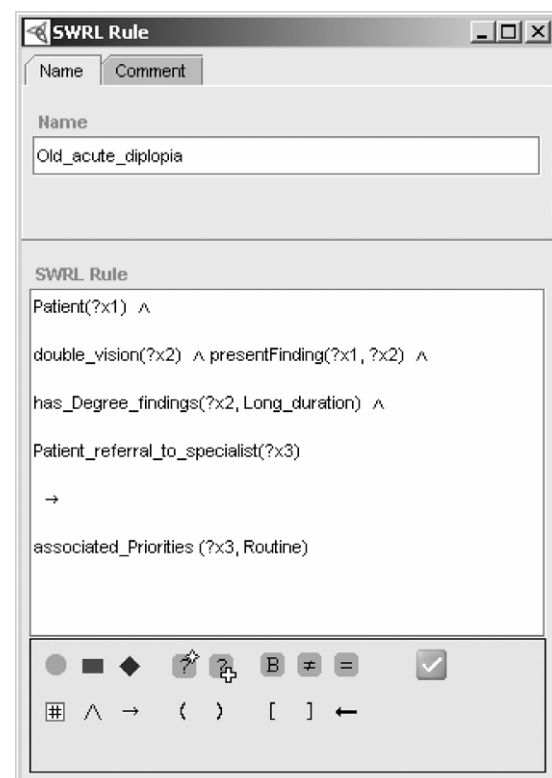 SWRL Rule
Name Comment
Name
Old_acute_diplopia
SWRL Rule
Patient(?x1) ∧
double_vision(?x2) ∧ presentFinding(?x1, ?x2) ∧
has_Degree_findings(?x2, Long_duration) ∧
Patient_referral_to_specialist(?x3)
→
associated_Priorities (?x3, Routine)
? ? B ≠ =
# ∧ → ( ) [ ] ←